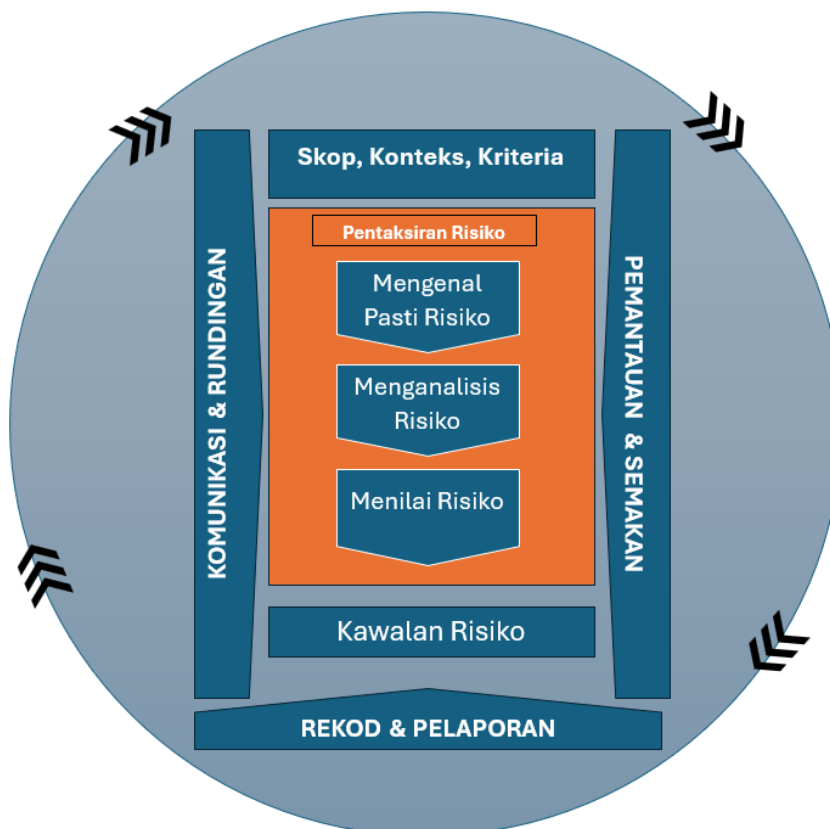 Skop, Konteks, Kriteria
Pentaksiran Risiko
Mengenal
Pasti Risiko
Menganalisis
Risiko
Menilai Risiko
Kawalan Risiko
KOMUNIKASI & RUNDINGAN
PEMANTAUAN & SEMAKAN
REKOD & PELAPORAN